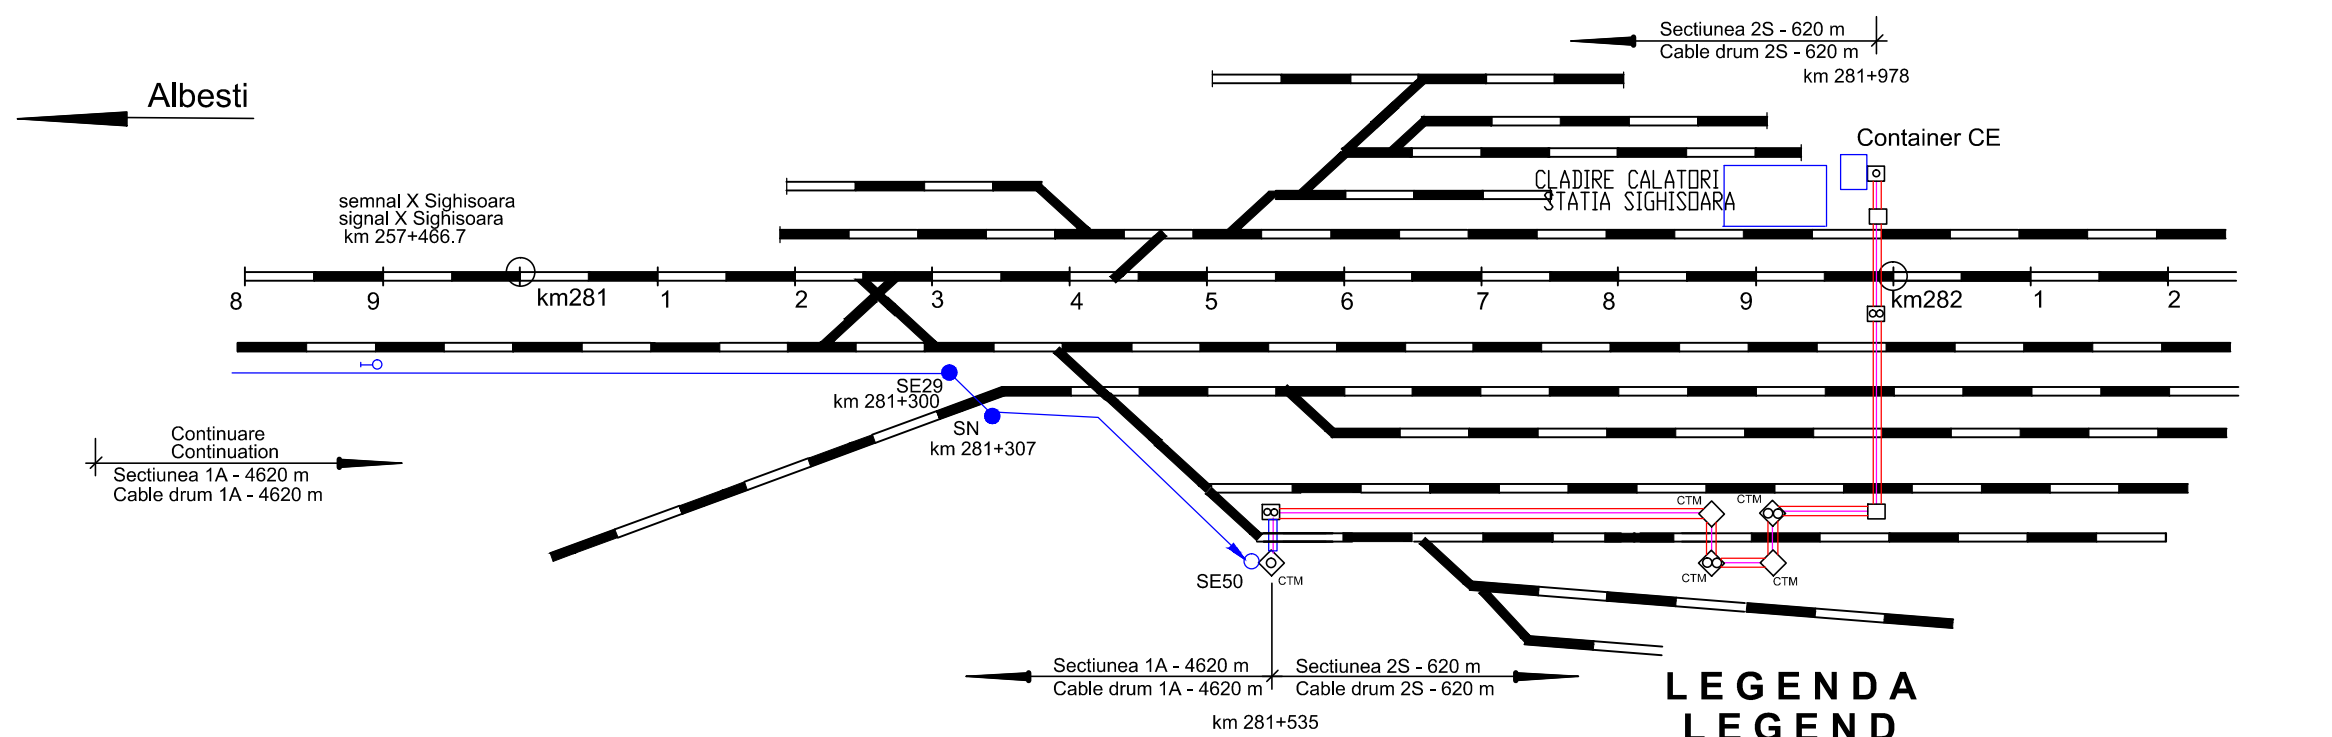 Sectiunea 2S - 620 m
Cable drum 2S - 620 m
km 281+978
Albesti
Container CE
CLADIRE CALATORI
STATIA SIGHISOARA
semnal X Sighisoara
signal X Sighisoara
km 257+466.7
8 9 km281 1 2 3 4 5 6 7 8 9 km282 1 2
SE29
km 281+300
SN
km 281+307
Continuare
Continuation
Sectiunea 1A - 4620 m
Cable drum 1A - 4620 m
CTM CTM
SE50 CTM CTM CTM
Sectiunea 1A - 4620 m Sectiunea 2S - 620 m
Cable drum 1A - 4620 m Cable drum 2S - 620 m
km 281+535
LEGENDA
LEGEND